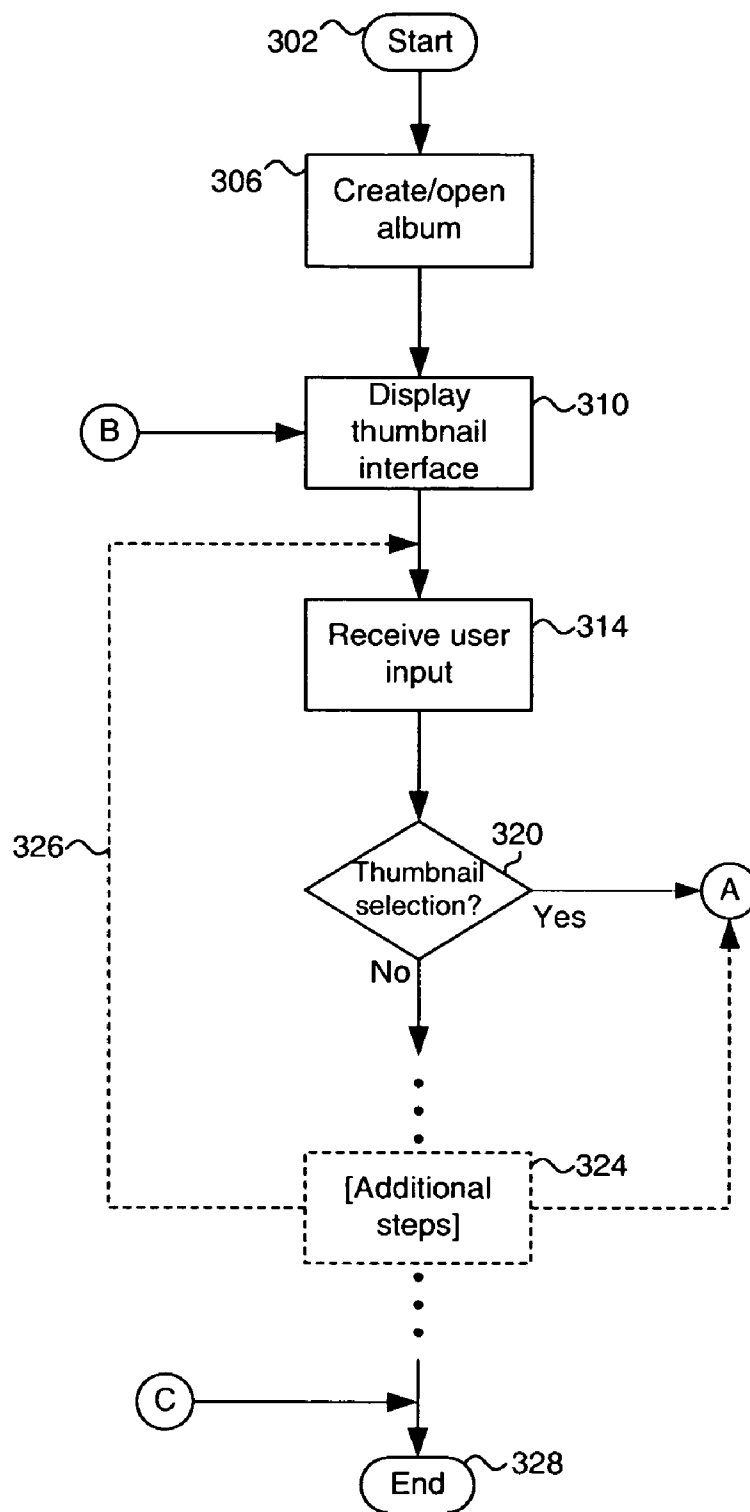 302
Start
306
Create/open
album
B
Display
thumbnail
interface
310
Receive user
input
314
326
320
Thumbnail
selection?
Yes
A
No
324
[Additional
steps]
C
End
328